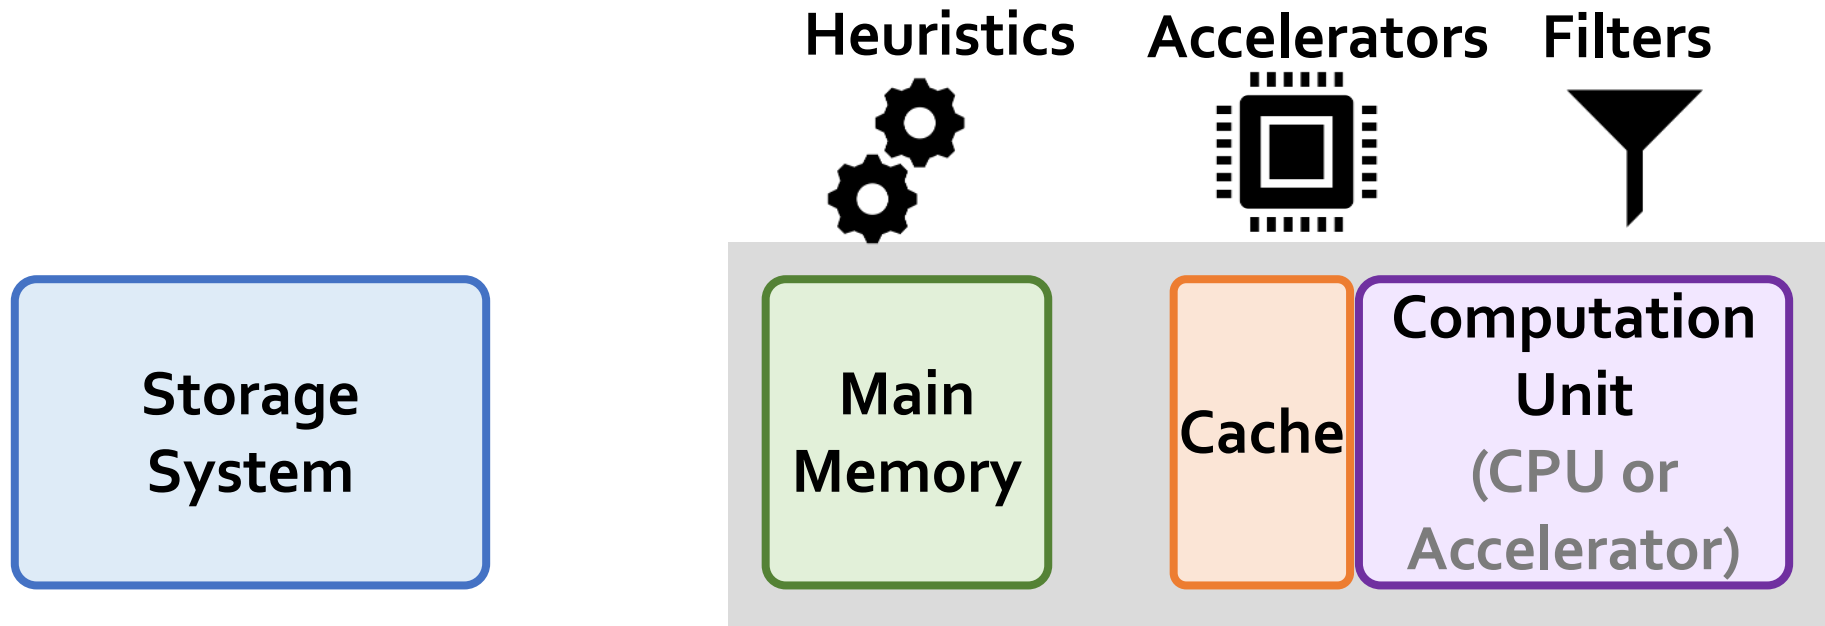 Heuristics
Accelerators
Filters
Storage
System
Main
Memory
Cache
Computation
Unit
(CPU or
Accelerator)